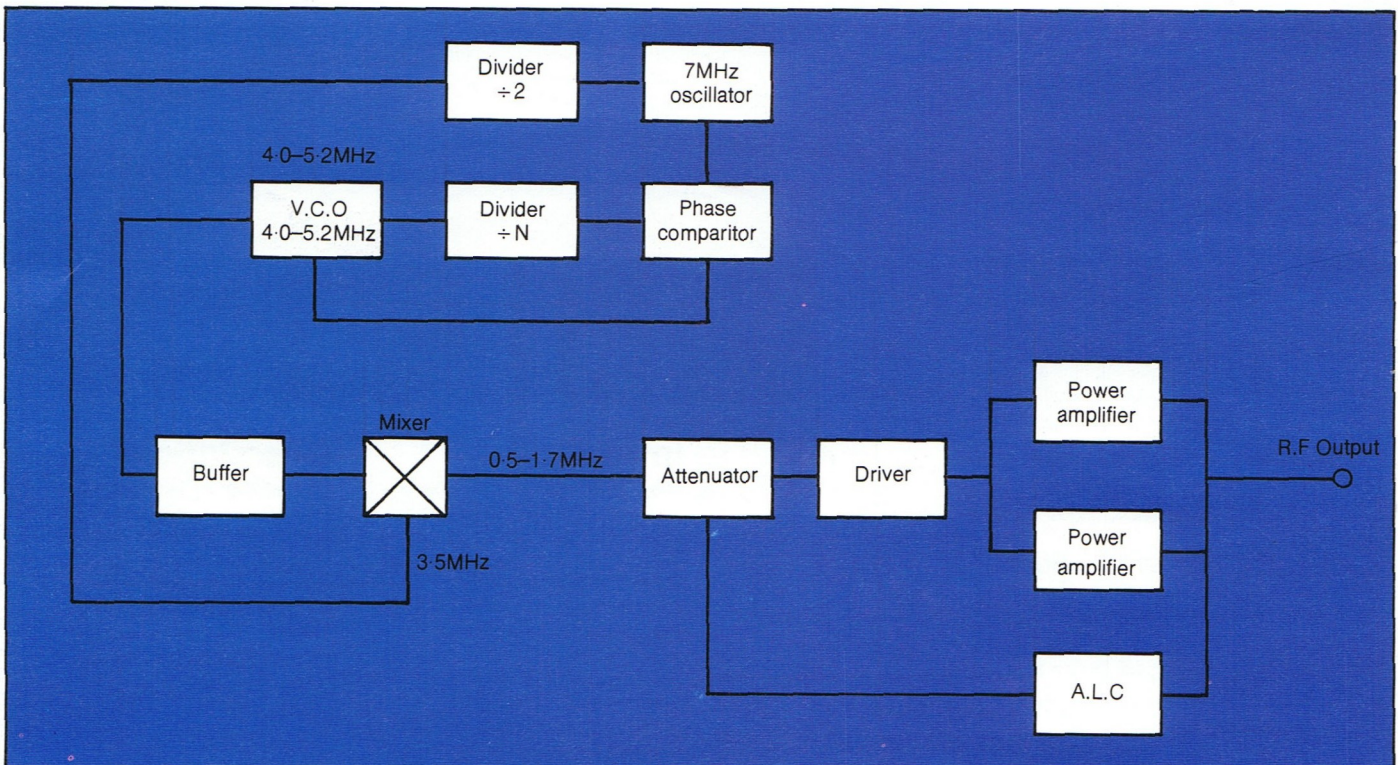 Divider
÷2
7MHz
oscillator
4·0–5·2MHz
V.C.O
4·0–5.2MHz
Divider
÷N
Phase
comparitor
Mixer
Buffer
0·5–1·7MHz
3·5MHz
Attenuator
Driver
Power
amplifier
R.F Output
Power
amplifier
A.L.C